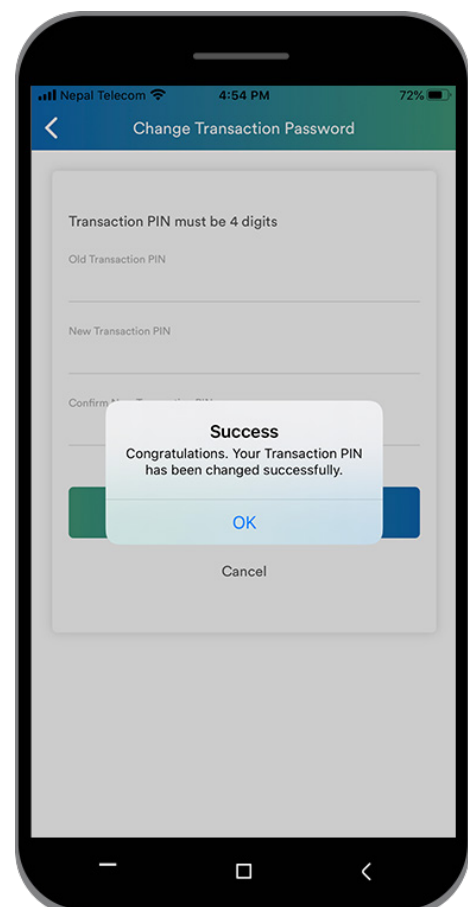 Nepal Telecom 4:54 PM 72%
Change Transaction Password
Transaction PIN must be 4 digits
Old Transaction PIN
New Transaction PIN
Confirm
Success
Congratulations. Your Transaction PIN
has been changed successfully.
OK
Cancel